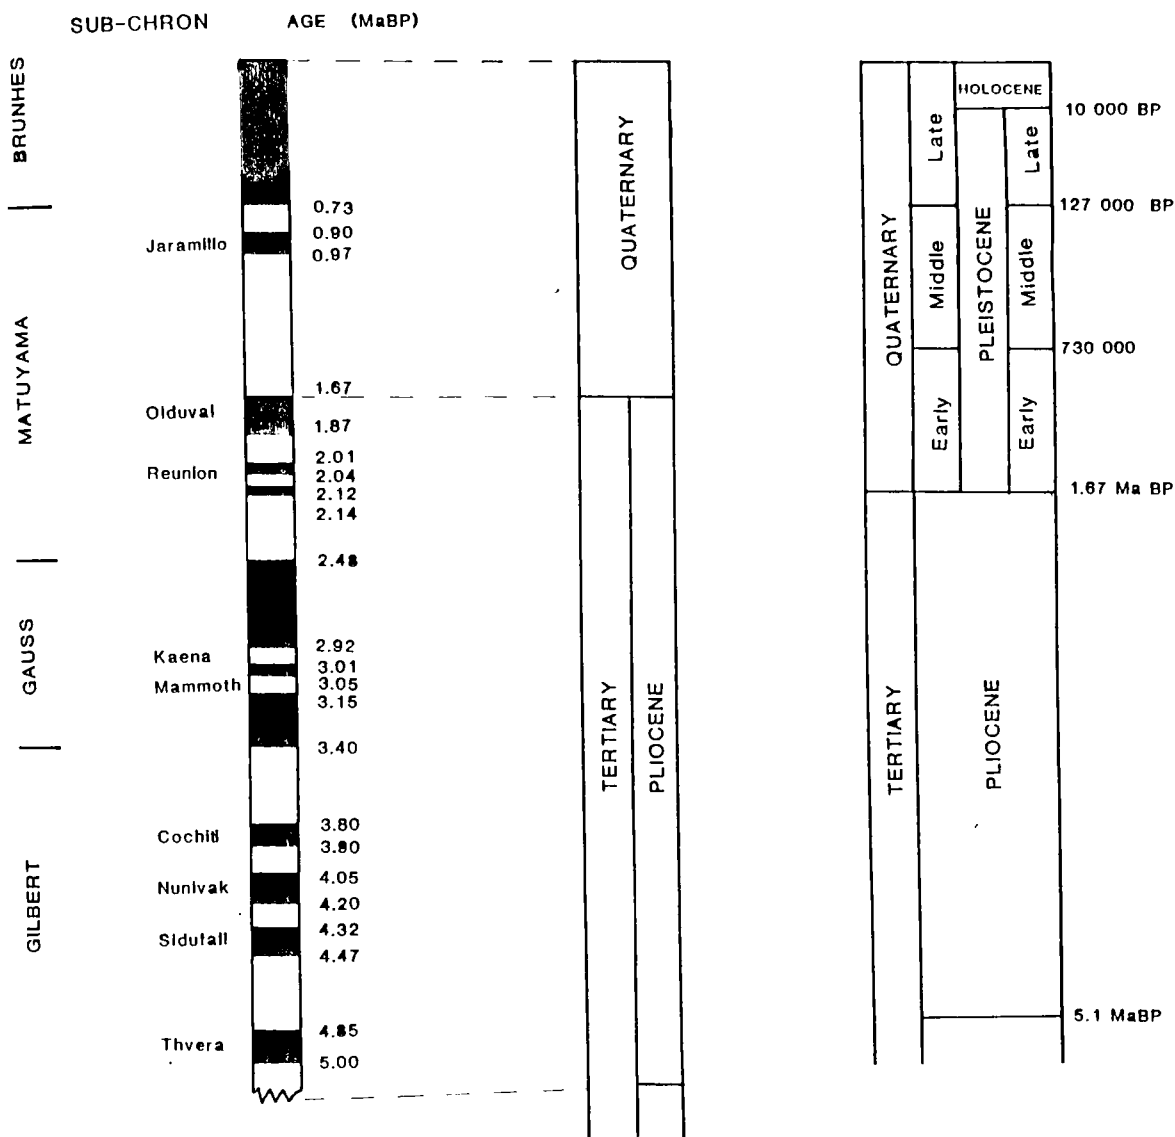 SUB-CHRON AGE (MaBP)
BRUNHES
MATUYAMA
GAUSS
GILBERT
Jaramillo
Olduval
Reunion
Kaena
Mammoth
Cochiti
Nunivak
Sidufall
Thvera
0.73
0.90
0.97
1.67
1.87
2.01
2.04
2.12
2.14
2.48
2.92
3.01
3.05
3.15
3.40
3.80
3.90
4.05
4.20
4.32
4.47
4.85
5.00
QUATERNARY
TERTIARY
PLIOCENE
QUATERNARY
Late
Middle
Early
HOLOCENE
PLEISTOCENE
Late
Middle
Early
TERTIARY
PLIOCENE
10 000 BP
127 000 BP
730 000
1.67 Ma BP
5.1 MaBP